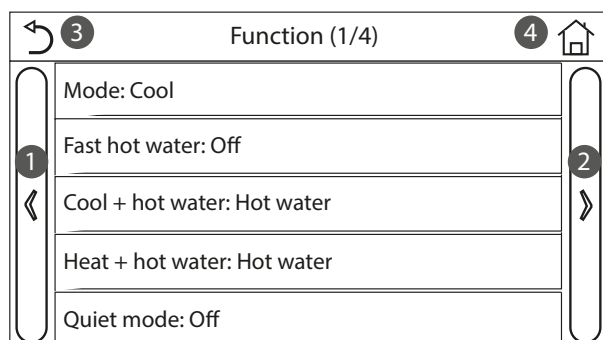 3 Function (1/4) 4
Mode: Cool
Fast hot water: Off
1 2
Cool + hot water: Hot water
Heat + hot water: Hot water
Quiet mode: Off